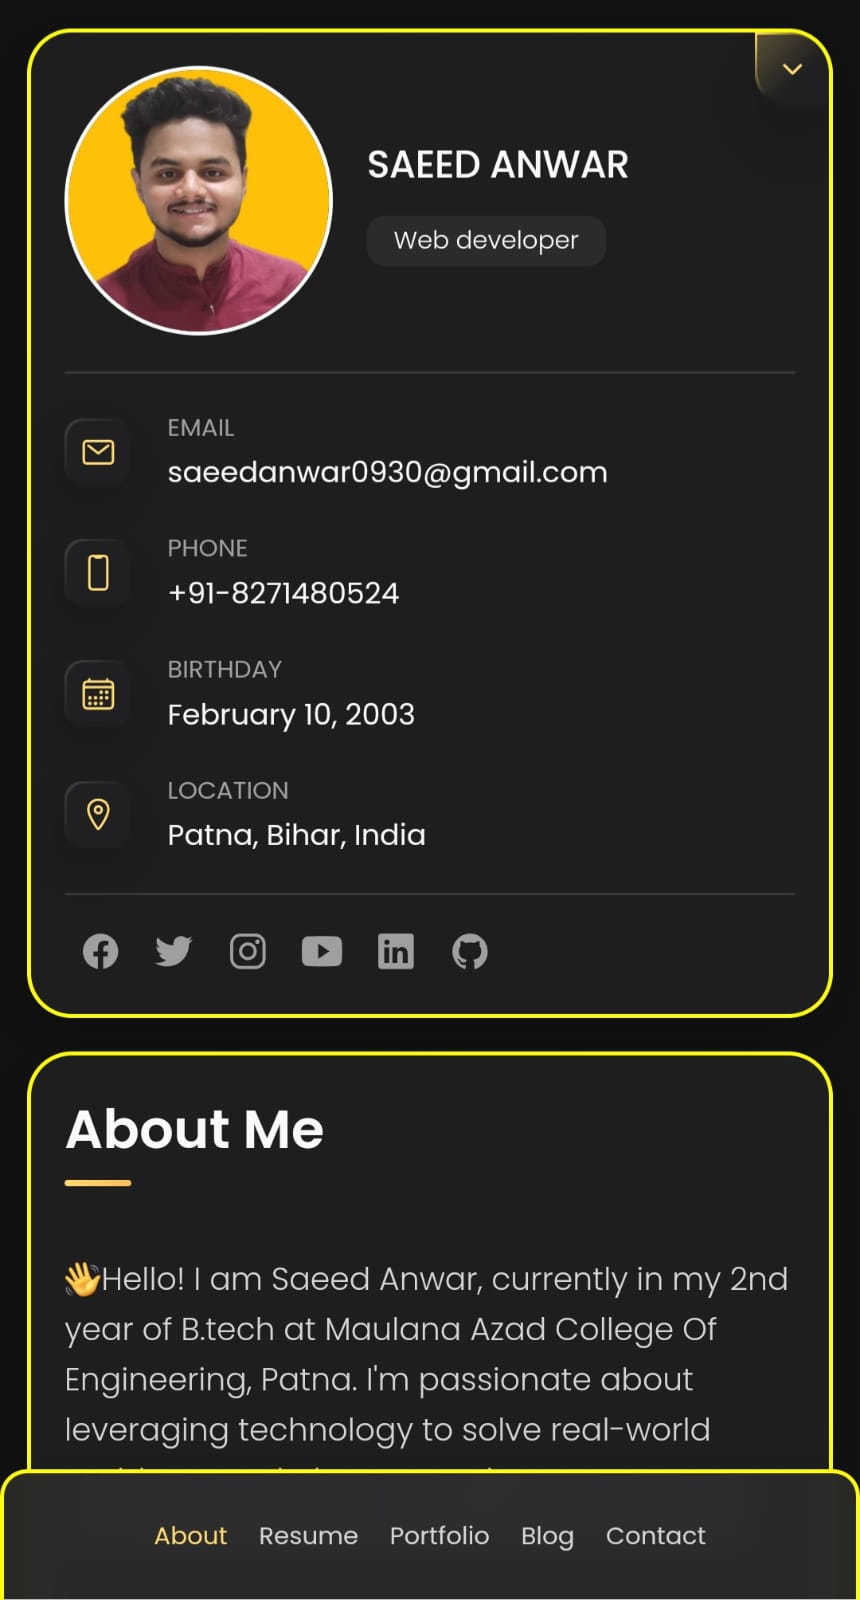 SAEED ANWAR
Web developer
EMAIL
saeedanwar0930@gmail.com
PHONE
+91-8271480524
BIRTHDAY
February 10, 2003
LOCATION
Patna, Bihar, India
About Me
👋Hello! I am Saeed Anwar, currently in my 2nd
year of B.tech at Maulana Azad College Of
Engineering, Patna. I'm passionate about
leveraging technology to solve real-world
About Resume Portfolio Blog Contact